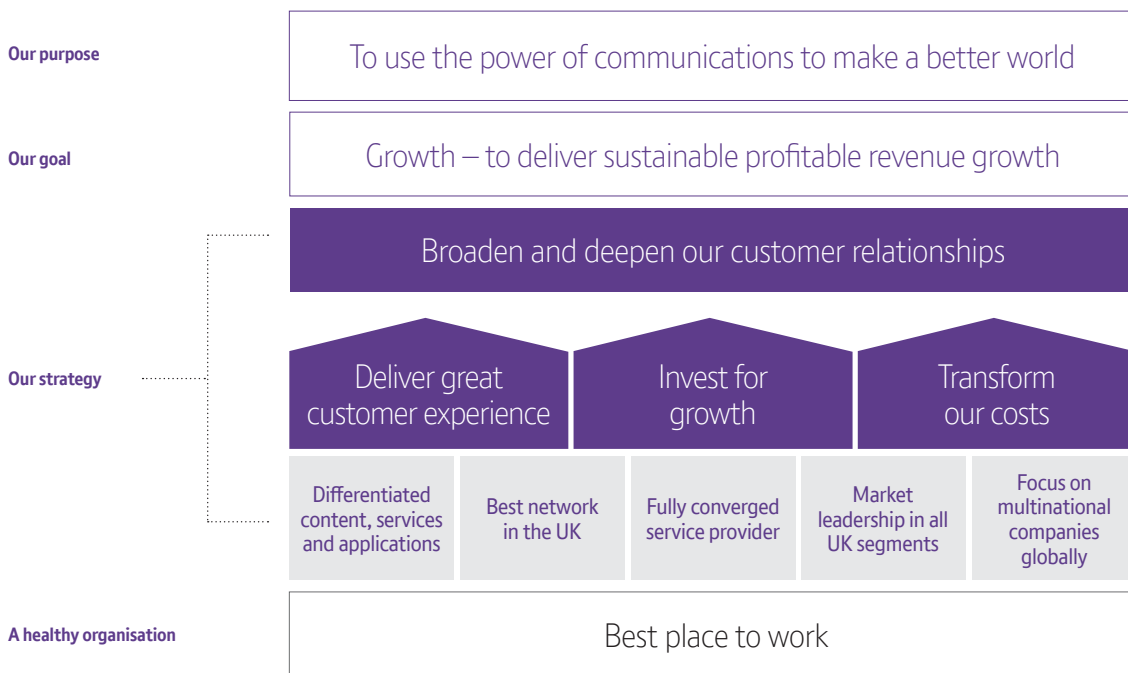 Our purpose
To use the power of communications to make a better world
Our goal
Growth – to deliver sustainable profitable revenue growth
Broaden and deepen our customer relationships
Our strategy
Deliver great
customer experience
Invest for
growth
Transform
our costs
Differentiated
content, services
and applications
Best network
in the UK
Fully converged
service provider
Market
leadership in all
UK segments
Focus on
multinational
companies
globally
A healthy organisation
Best place to work